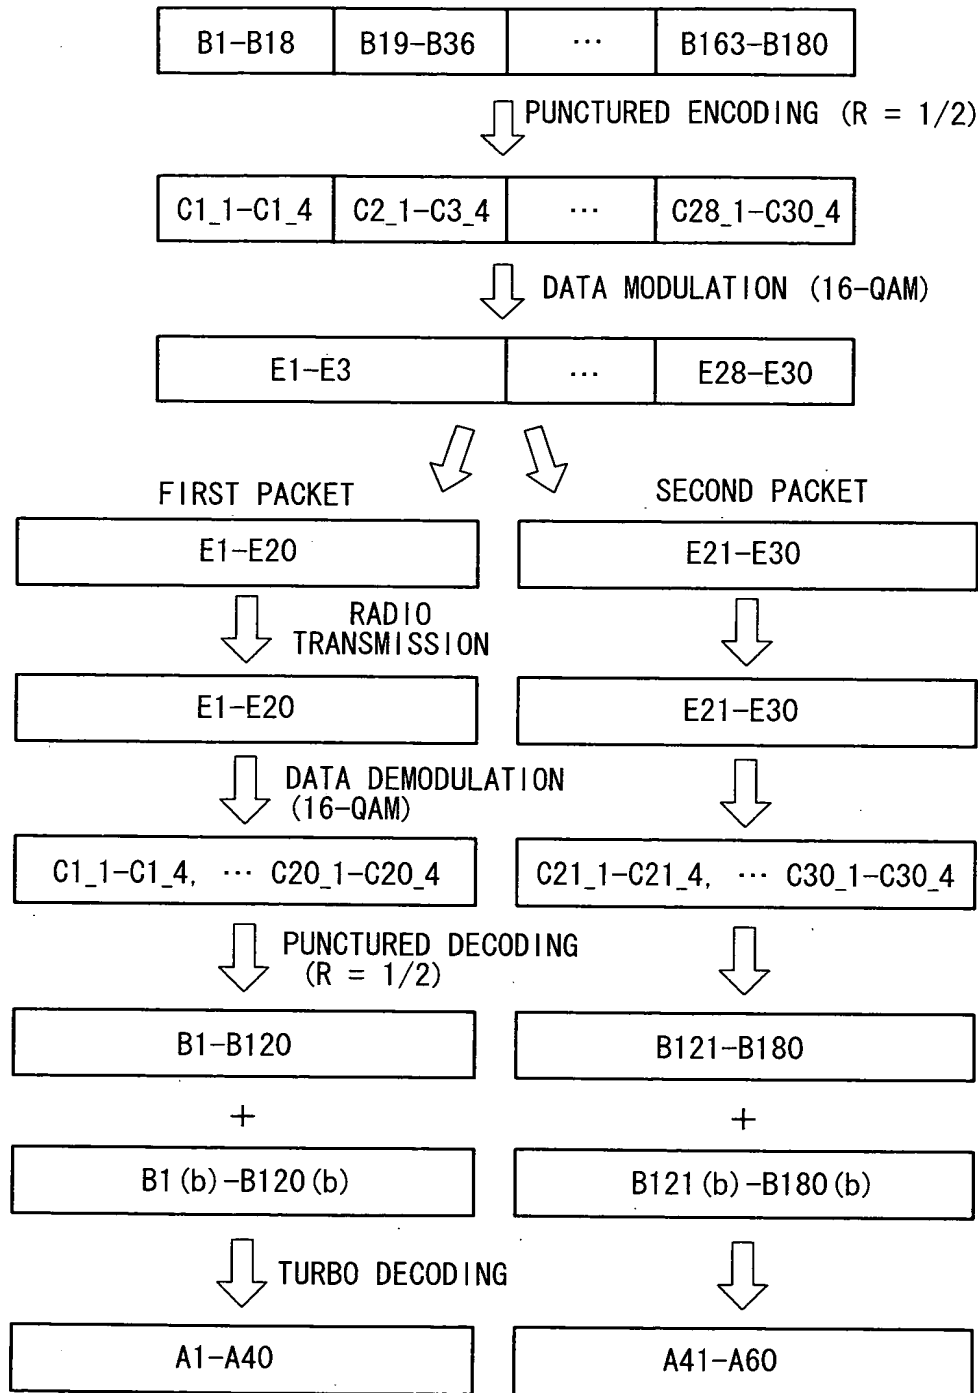 B1-B18 B19-B36 ··· B163-B180
PUNCTURED ENCODING (R = 1/2)
C1_1-C1_4 C2_1-C3_4 ··· C28_1-C30_4
DATA MODULATION (16-QAM)
E1-E3 ··· E28-E30
FIRST PACKET SECOND PACKET
E1-E20 E21-E30
RADIO
TRANSMISSION
E1-E20 E21-E30
DATA DEMODULATION
(16-QAM)
C1_1-C1_4, ··· C20_1-C20_4 C21_1-C21_4, ··· C30_1-C30_4
PUNCTURED DECODING
(R = 1/2)
B1-B120 B121-B180
+ +
B1(b)-B120(b) B121(b)-B180(b)
TURBO DECODING
A1-A40 A41-A60